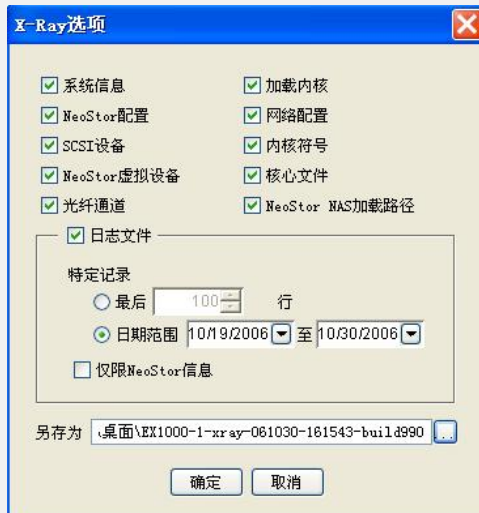 X-Ray选项
系统信息 加载内核
NeoStor配置 网络配置
SCSI设备 内核符号
NeoStor虚拟设备 核心文件
光纤通道 NeoStor NAS加载路径
日志文件
特定记录
最后 100 行
日期范围 10/19/2006 至 10/30/2006
仅限NeoStor信息
另存为 .桌面\EX1000-1-xray-061030-161543-build990 ...
确定 取消